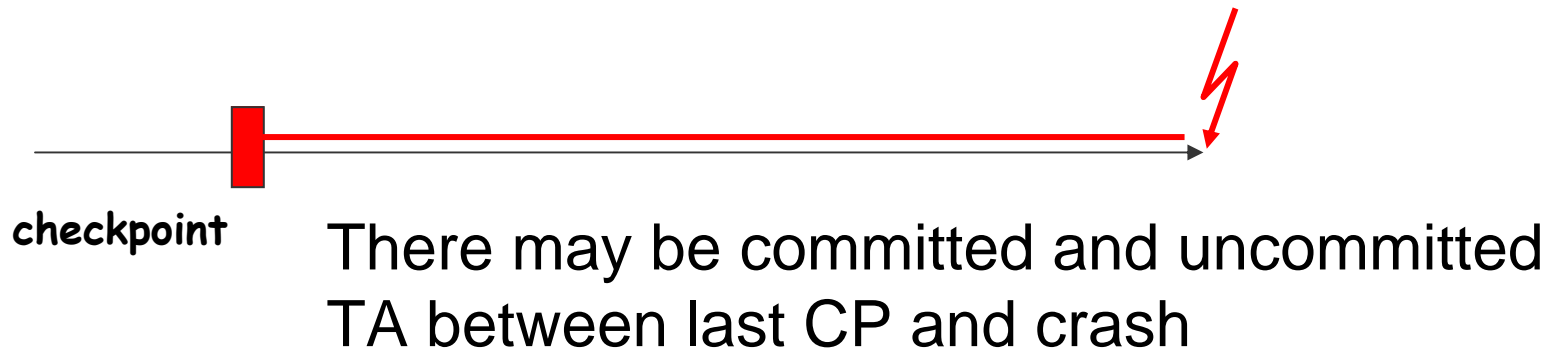 checkpoint
There may be committed and uncommitted
TA between last CP and crash